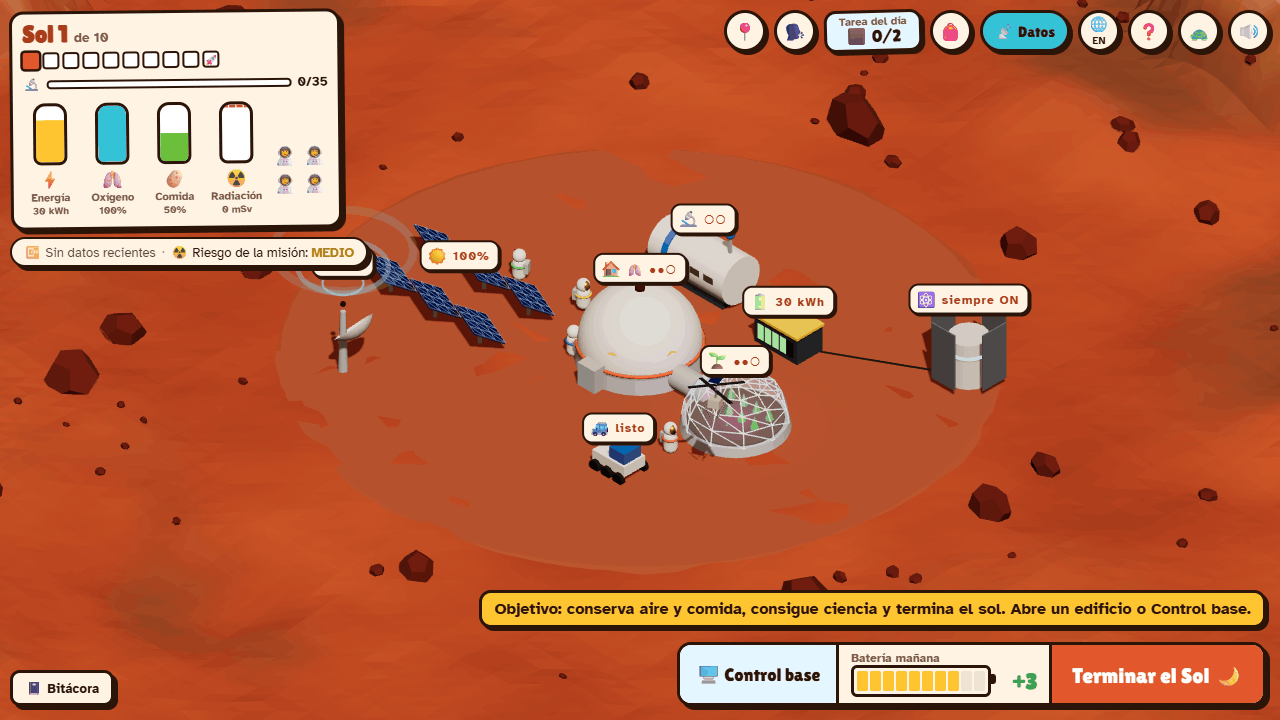 Sol 1 de 10
0/35
Energía
30 kWh
Oxígeno
100%
Comida
50%
Radiación
0 mSv
Sin datos recientes · Riesgo de la misión: MEDIO
Tarea del día
0/2
Datos
EN
100%
30 kWh
siempre ON
listo
Objetivo: conserva aire y comida, consigue ciencia y termina el sol. Abre un edificio o Control base.
Bitácora
Control base
Batería mañana
+3
Terminar el Sol